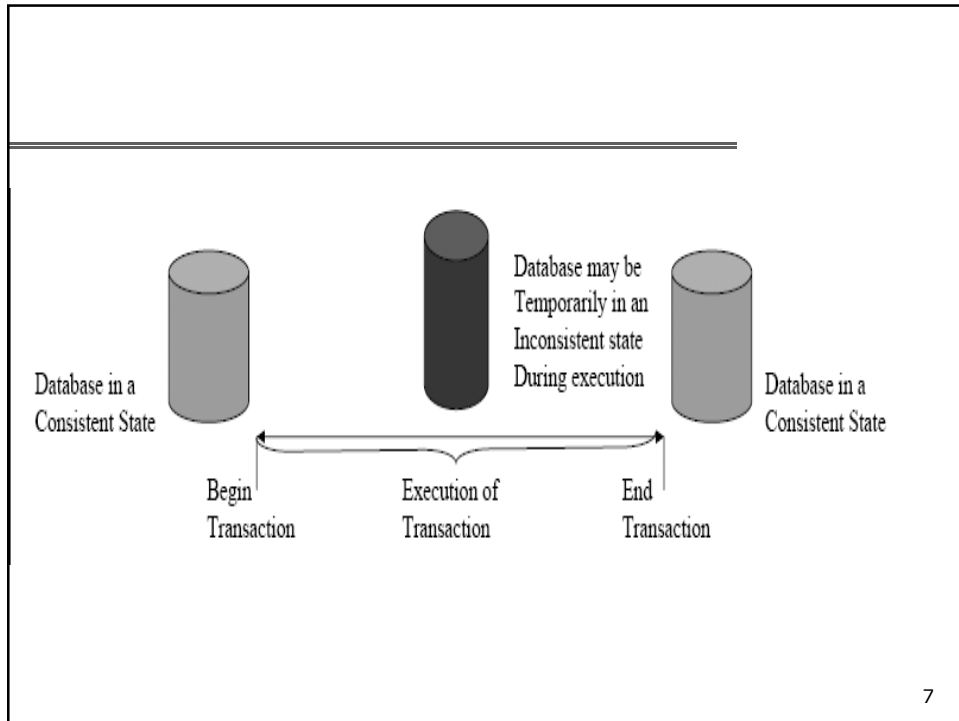 Database may be
Temporarily in an
Inconsistent state
During execution
Database in a
Consistent State
Database in a
Consistent State
Begin
Transaction
Execution of
Transaction
End
Transaction
7